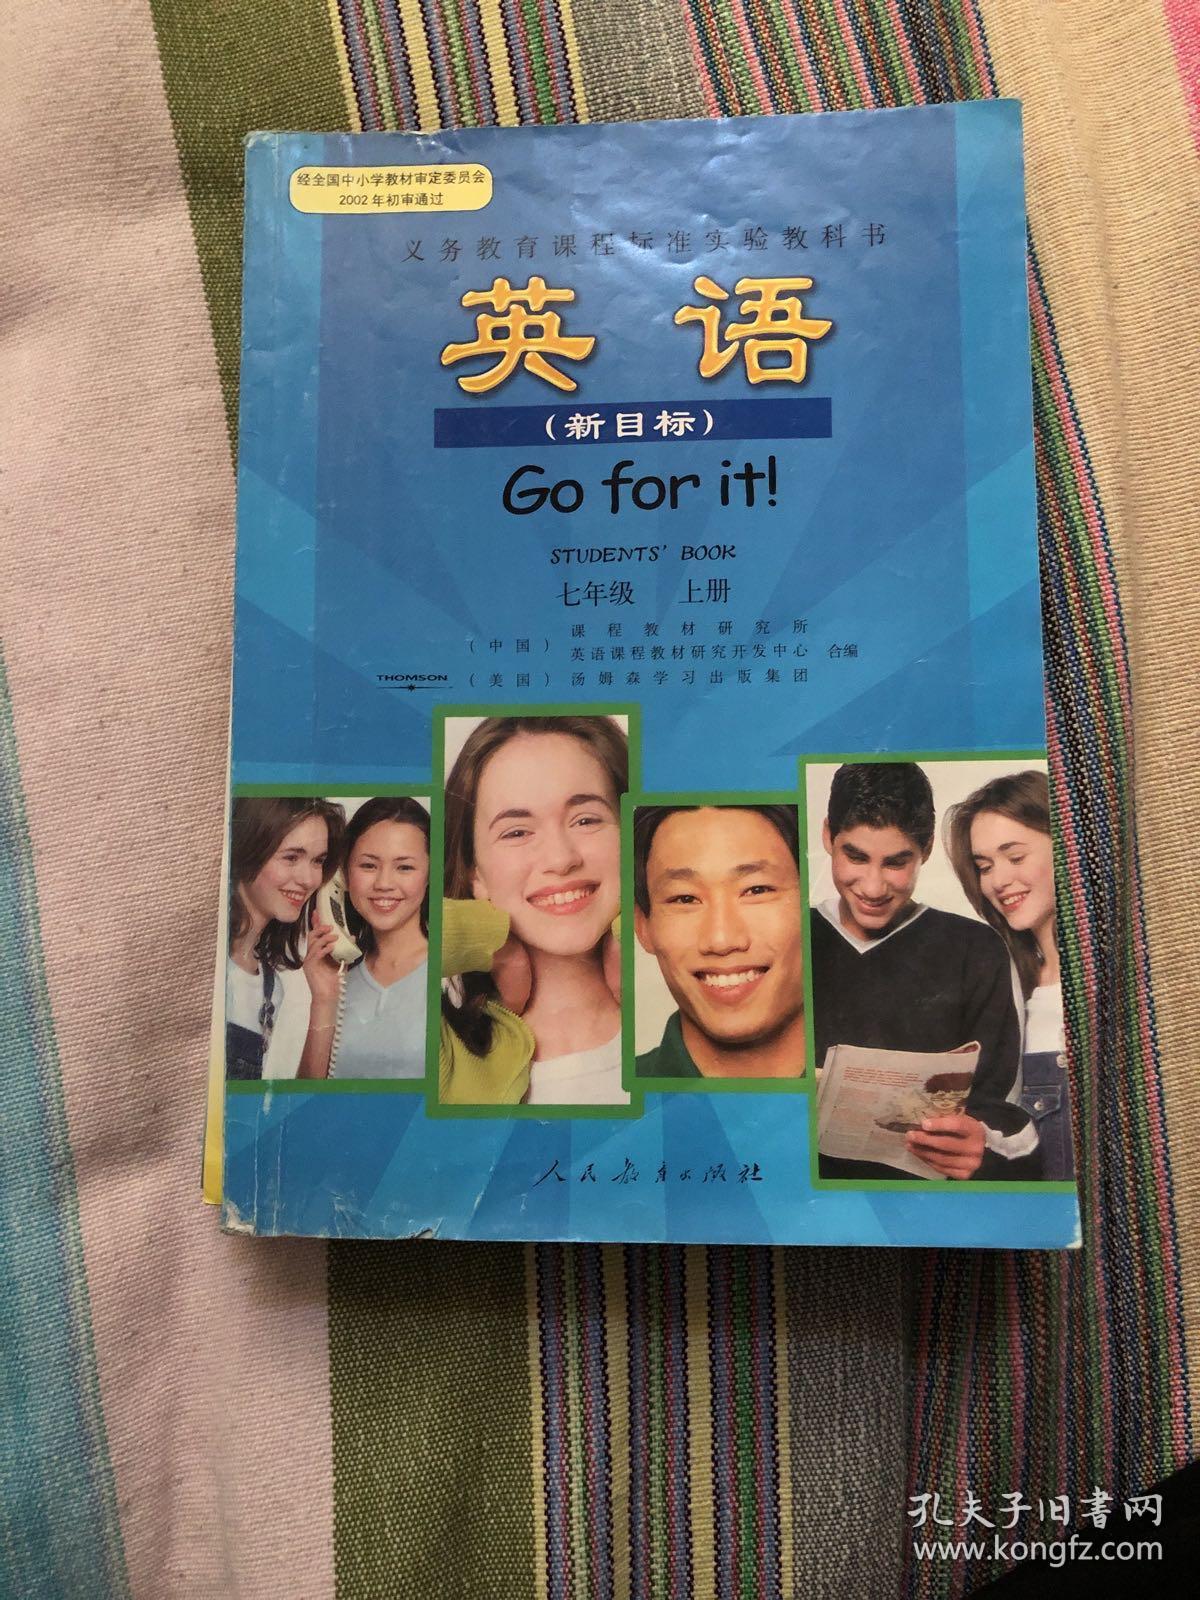 经全国中小学教材审定委员会
2002年初审通过
义务教育课程标准实验教科书
英语
（新目标）
Go for it!
STUDENTS' BOOK
七年级 上册
（中国） 课程教材研究所
英语课程教材研究开发中心 合编
THOMSON （美国） 汤姆森学习出版集团
人民教育出版社
孔夫子旧書网
www.kongfz.com